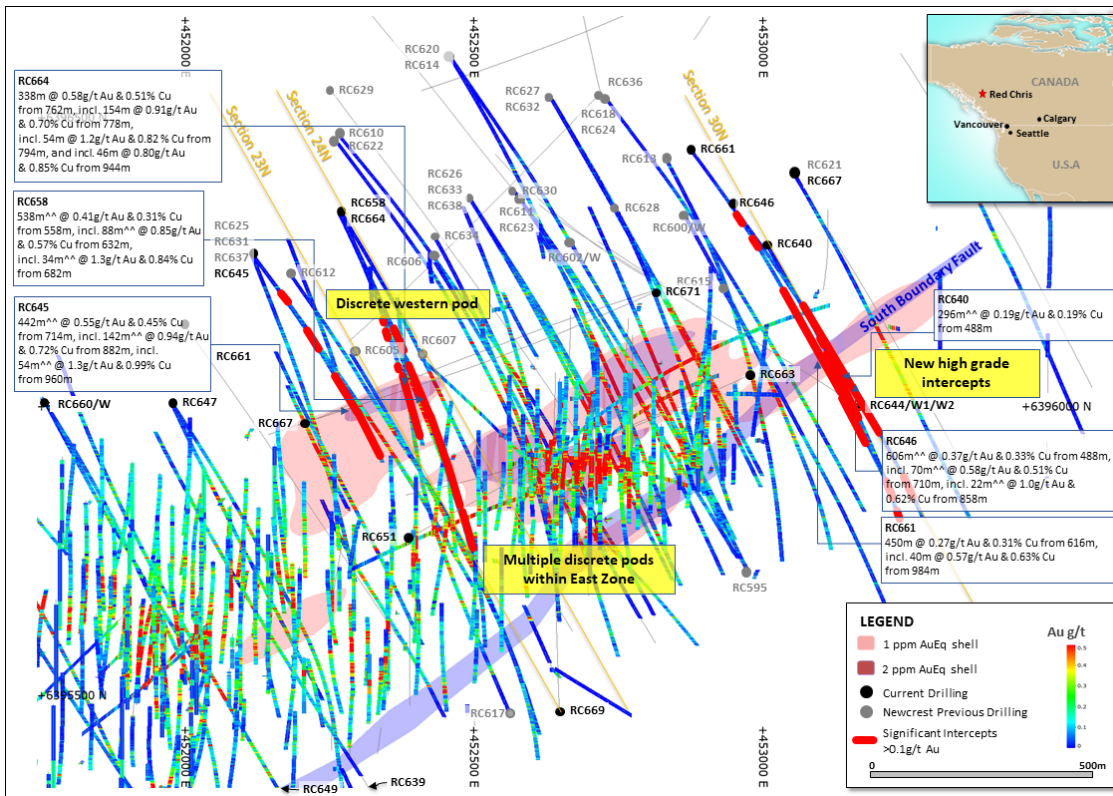 +452000 E
+452500 E
+453000 E
RC664
338m @ 0.58g/t Au & 0.51% Cu
from 762m, incl. 154m @ 0.91g/t Au
& 0.70% Cu from 778m,
incl. 54m @ 1.2g/t Au & 0.82 % Cu from
794m, and incl. 46m @ 0.80g/t Au
& 0.85% Cu from 944m
RC658
538m^^ @ 0.41g/t Au & 0.31% Cu
from 558m, incl. 88m^^ @ 0.85g/t Au
& 0.57% Cu from 632m,
incl. 34m^^ @ 1.3g/t Au & 0.84% Cu
from 682m
RC645
442m^^ @ 0.55g/t Au & 0.45% Cu
from 714m, incl. 142m^^ @ 0.94g/t Au
& 0.72% Cu from 882m, incl.
54m^^ @ 1.3g/t Au & 0.99% Cu
from 960m
Section 23N
Section 24N
Section 30N
RC620
RC614
RC629
RC610
RC622
RC627
RC632
RC636
RC618
RC624
RC613
RC661
RC621
RC667
RC626
RC633
RC638
RC630
RC611
RC623
RC628
RC600/W
RC646
RC640
RC658
RC664
RC625
RC631
RC637
RC645
RC612
RC634
RC606
RC602/W
RC615
RC671
Discrete western pod
South Boundary Fault
RC640
296m^^ @ 0.19g/t Au & 0.19% Cu
from 488m
RC605
RC607
RC661
RC663
New high grade
intercepts
RC660/W
RC647
RC667
RC644/W1/W2
+6396000 N
RC646
606m^^ @ 0.37g/t Au & 0.33% Cu from 488m,
incl. 70m^^ @ 0.58g/t Au & 0.51% Cu
from 710m, incl. 22m^^ @ 1.0g/t Au &
0.62% Cu from 858m
RC661
450m @ 0.27g/t Au & 0.31% Cu from 616m,
incl. 40m @ 0.57g/t Au & 0.63% Cu
from 984m
RC651
Multiple discrete pods
within East Zone
RC595
+6395500 N
RC617
RC669
+452000 E
+452500 E
+453000 E
RC649
RC639
CANADA
Red Chris
Vancouver
Calgary
Seattle
U.S.A
LEGEND
1 ppm AuEq shell
2 ppm AuEq shell
Current Drilling
Newcrest Previous Drilling
Significant Intercepts
>0.1g/t Au
Au g/t
0.5
0.4
0.3
0.2
0.1
0
0
500m